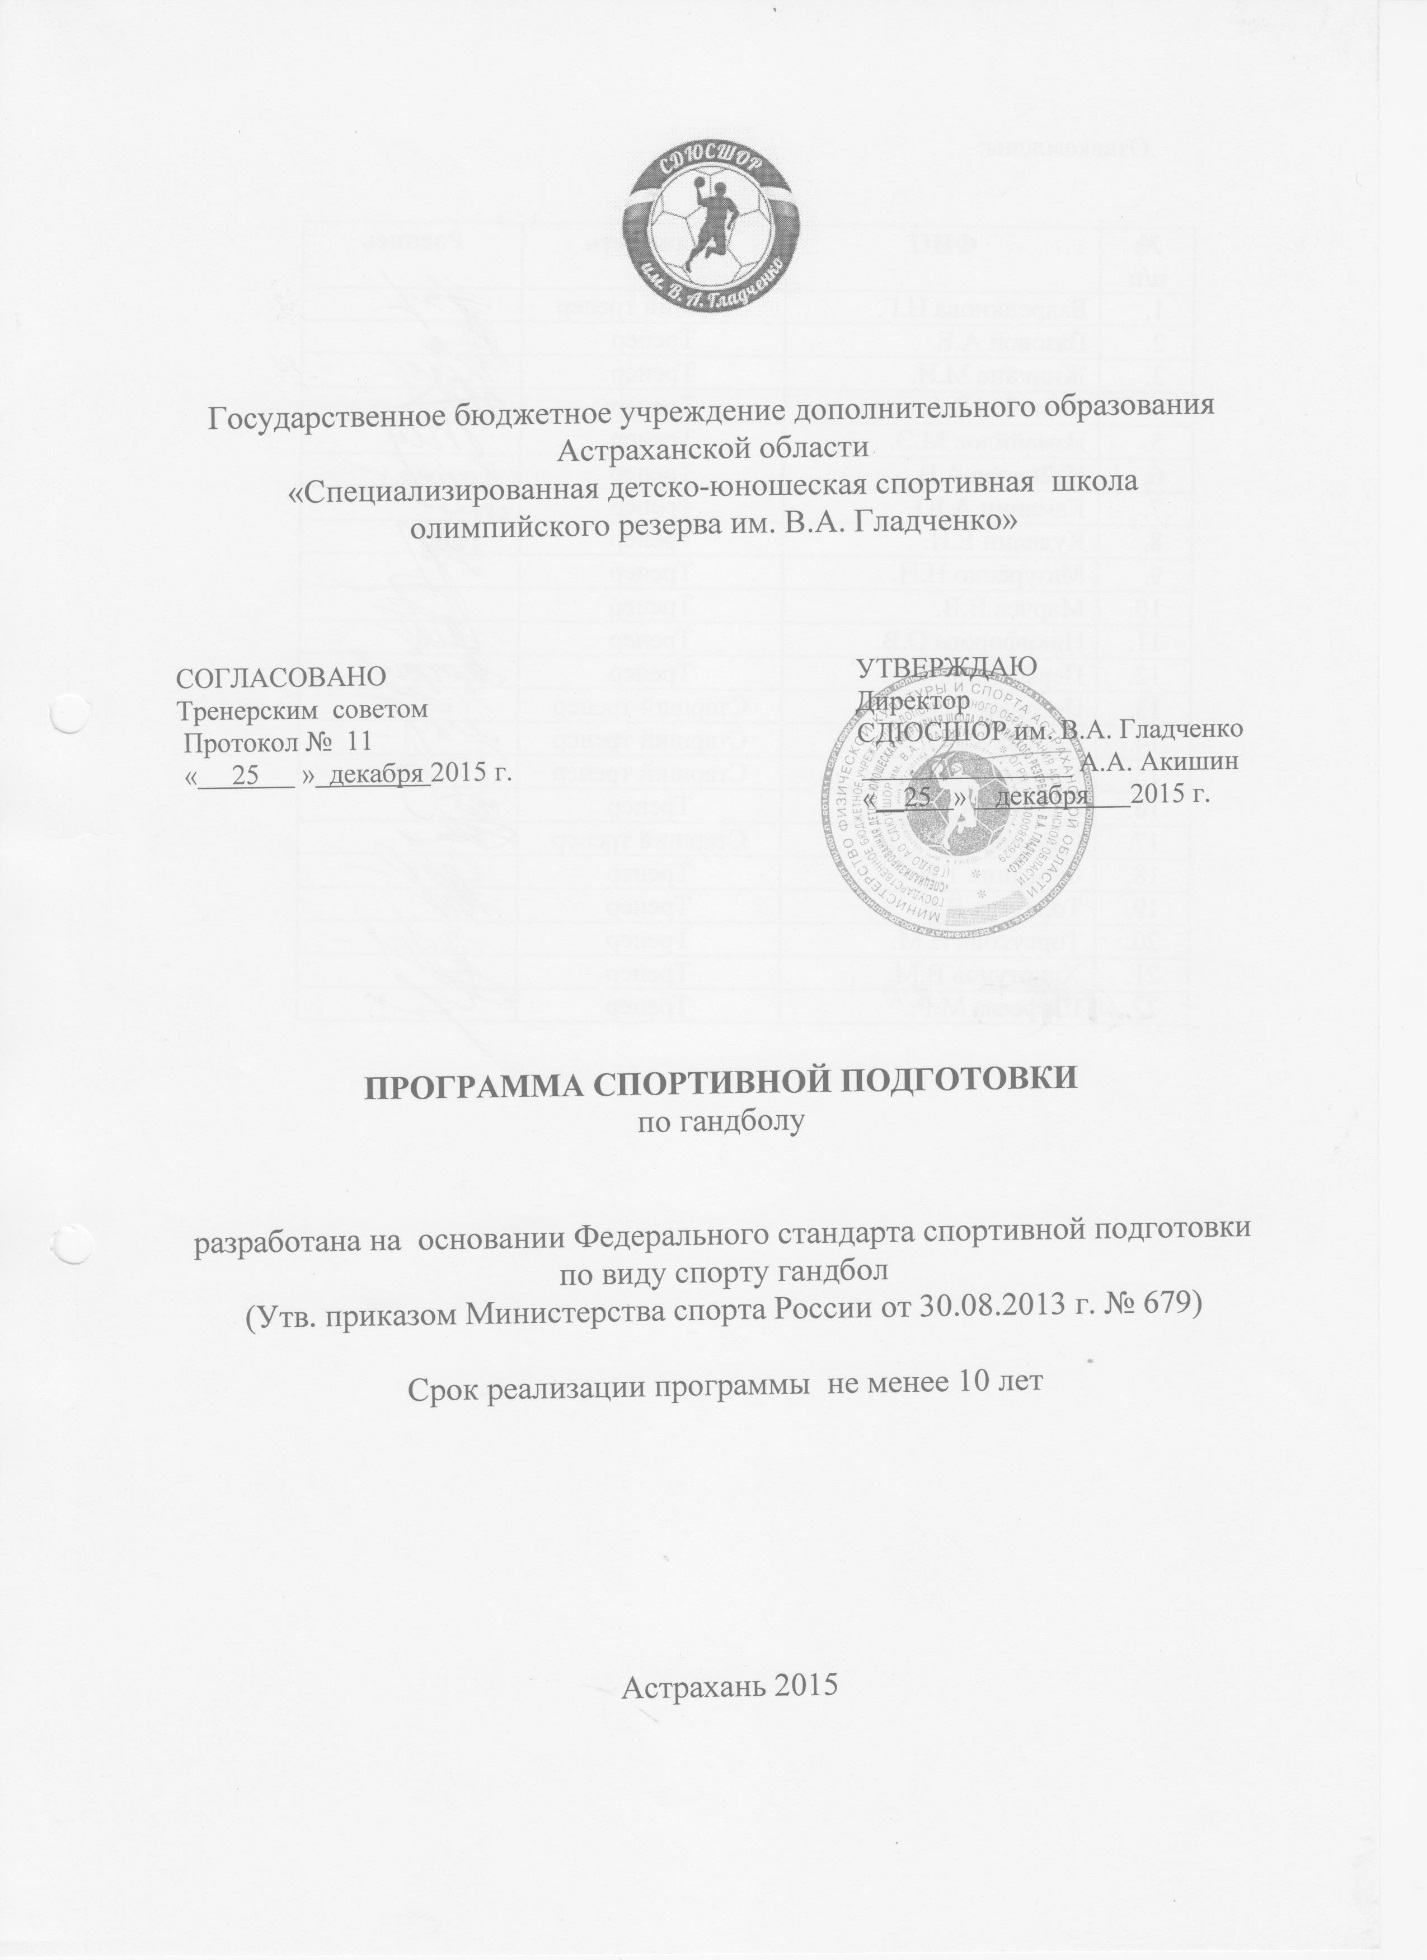 СДЮСШОР
им. В. А. Гладченко
Государственное бюджетное учреждение дополнительного образования
Астраханской области
«Специализированная детско-юношеская спортивная школа
олимпийского резерва им. В.А. Гладченко»
СОГЛАСОВАНО
Тренерским советом
Протокол № 11
«25» декабря 2015 г.
УТВЕРЖДАЮ
Директор
СДЮСШОР им. В.А. Гладченко
А.А. Акишин
«25» декабря 2015 г.
ПРОГРАММА СПОРТИВНОЙ ПОДГОТОВКИ
по гандболу
разработана на основании Федерального стандарта спортивной подготовки
по виду спорту гандбол
(Утв. приказом Министерства спорта России от 30.08.2013 г. № 679)
Срок реализации программы не менее 10 лет
Астрахань 2015